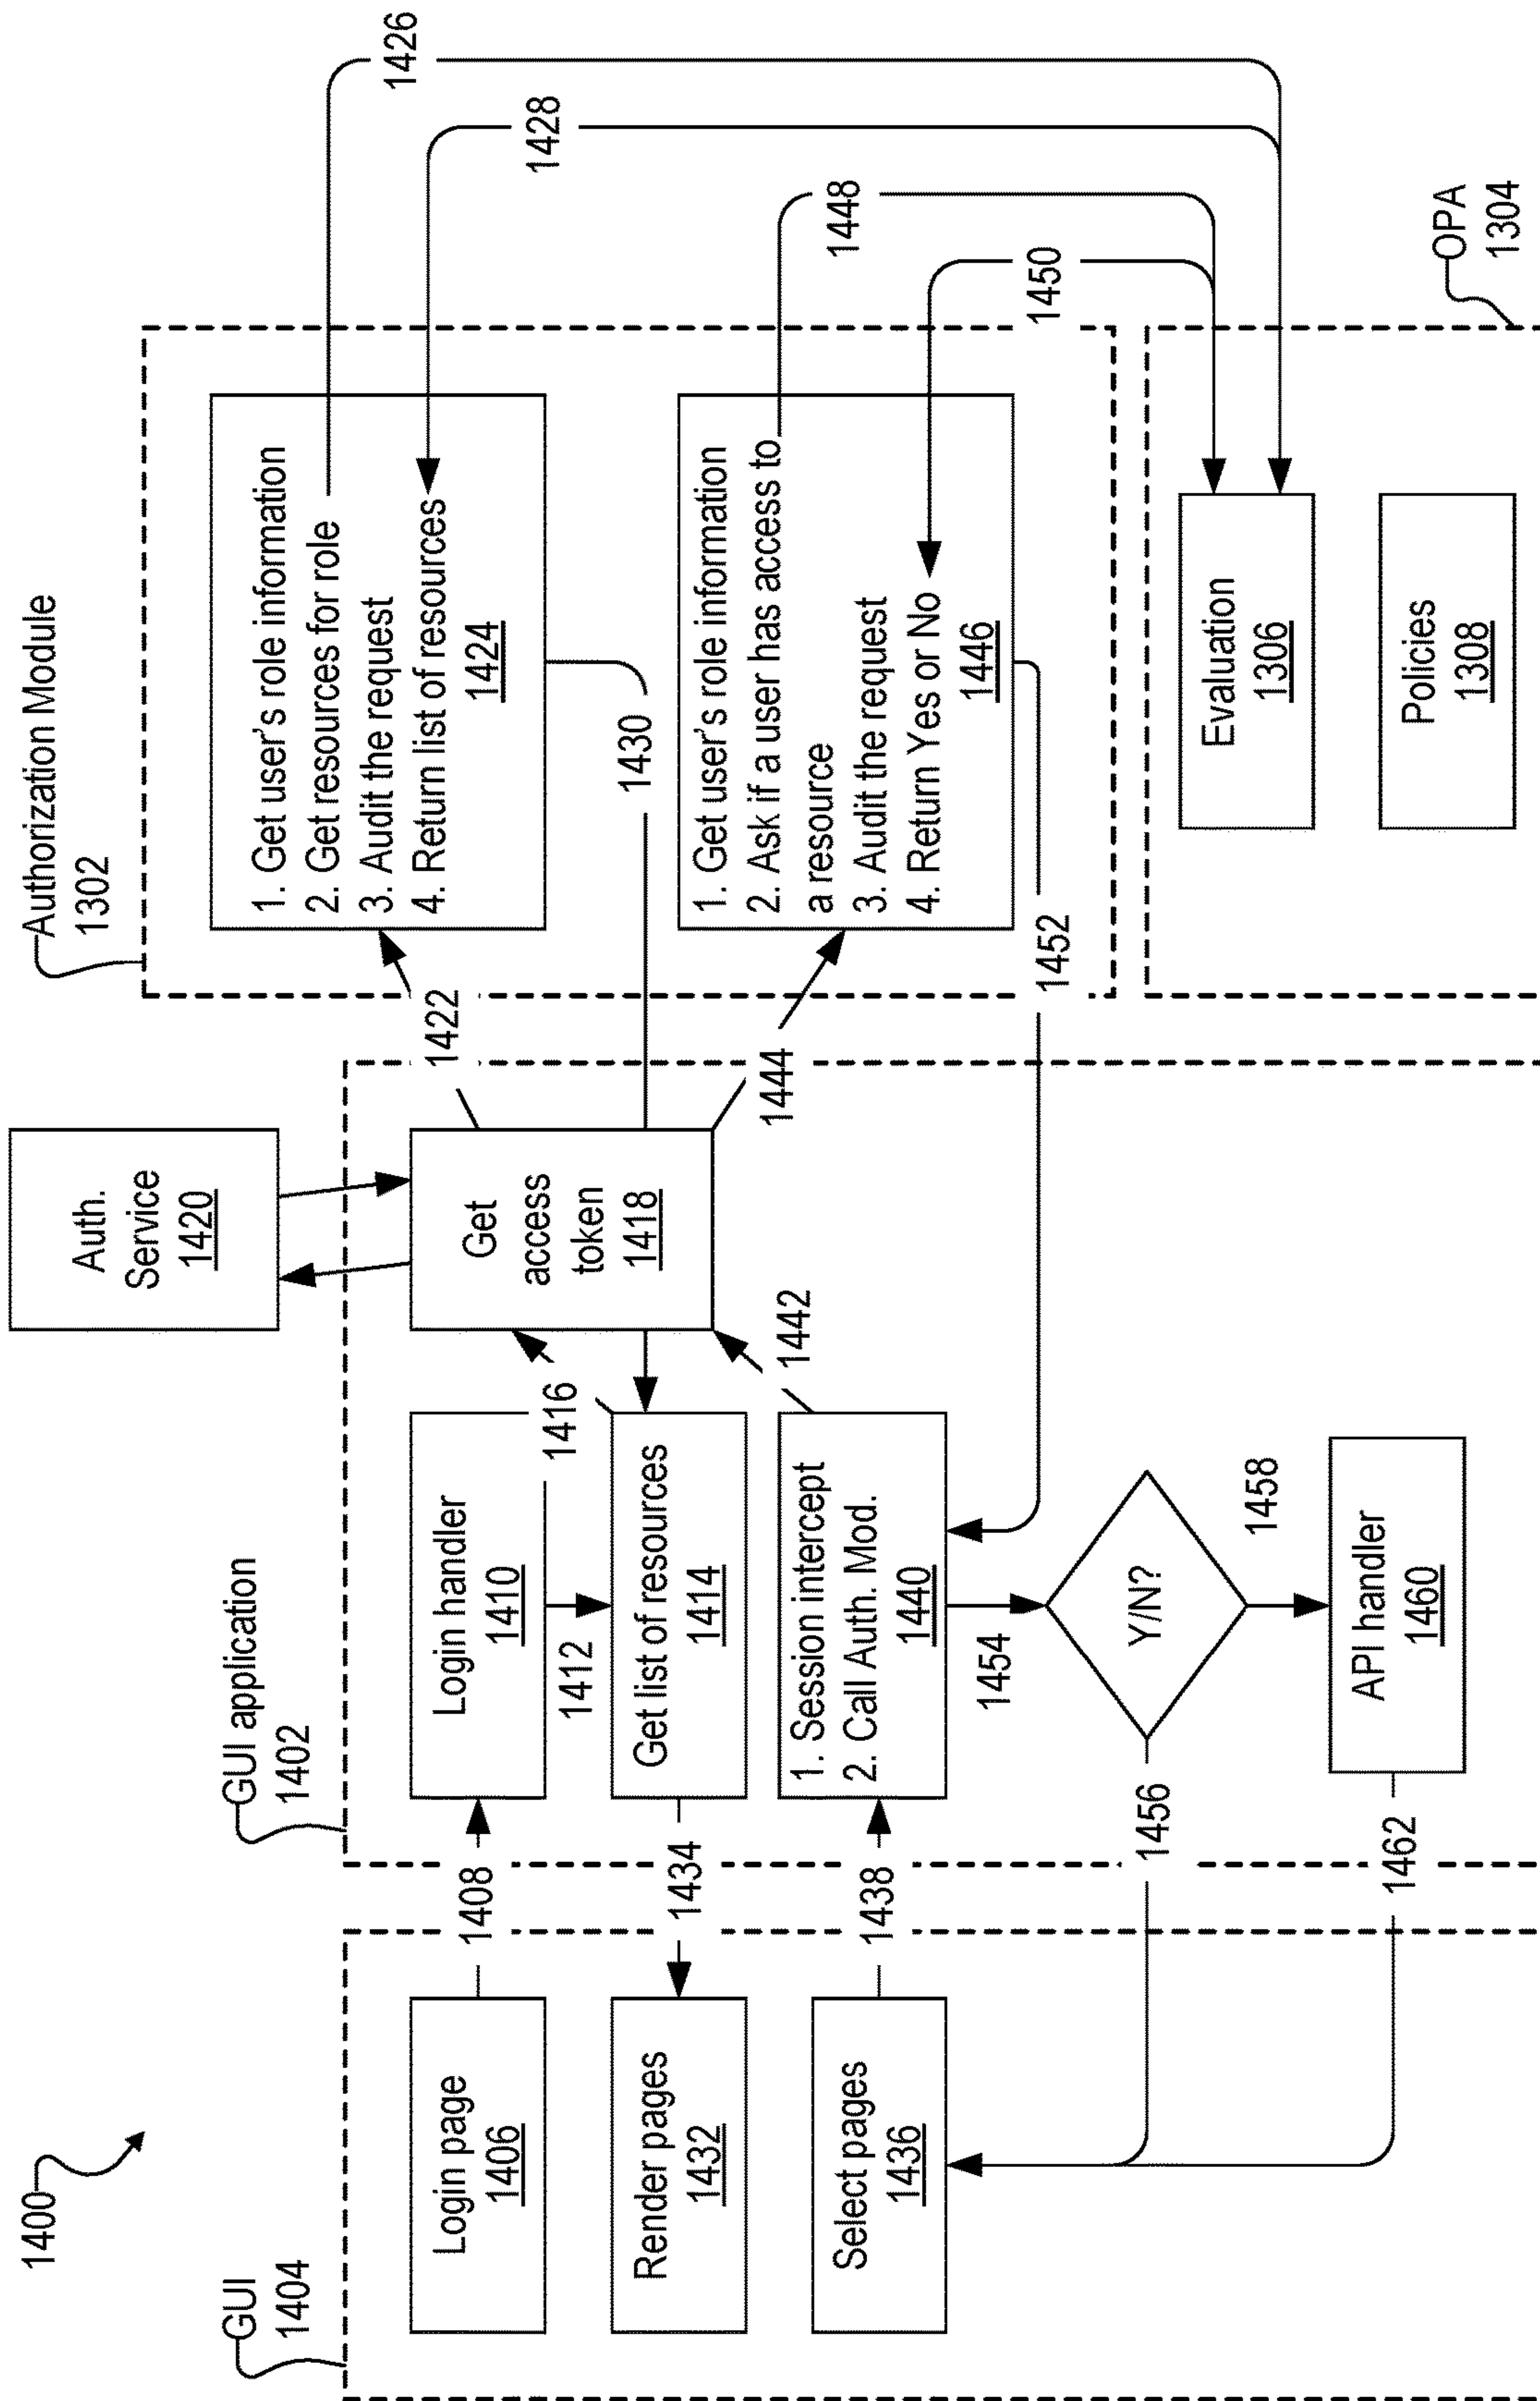 1400
GUI
1404
Login page
1406
Render pages
1432
Select pages
1436
1408
1434
1438
1456
1462
GUI application
1402
Login handler
1410
1412
Get list of resources
1414
1. Session intercept
2. Call Auth. Mod.
1440
1454
Y/N?
1458
API handler
1460
1416
1442
Auth.
Service
1420
Get
access
token
1418
1422
1444
1430
1452
Authorization Module
1302
1. Get user's role information
2. Get resources for role
3. Audit the request
4. Return list of resources
1424
1. Get user's role information
2. Ask if a user has access to
a resource
3. Audit the request
4. Return Yes or No
1446
1426
1428
1448
1450
OPA
1304
Evaluation
1306
Policies
1308